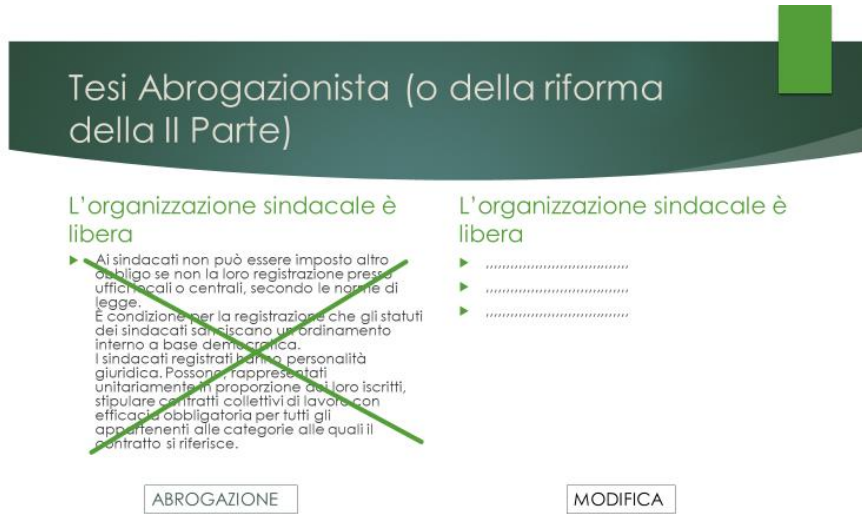 Tesi Abrogazionista (o della riforma
della II Parte)
L'organizzazione sindacale è
libera
Ai sindacati non può essere imposto altro
obbligo se non la loro registrazione presso
uffici locali o centrali, secondo le norme di
legge.
È condizione per la registrazione che gli statuti
dei sindacati sanciscano un ordinamento
interno a base democratica.
I sindacati registrati hanno personalità
giuridica. Possono, rappresentati
unitariamente in proporzione dei loro iscritti,
stipulare contratti collettivi di lavoro con
efficacia obbligatoria per tutti gli
appartenenti alle categorie alle quali il
contratto si riferisce.
ABROGAZIONE
L'organizzazione sindacale è
libera
,,,,,,,,,,,,,,,,,,,,,,,,,,,,,,,,,,,
,,,,,,,,,,,,,,,,,,,,,,,,,,,,,,,,,,,
,,,,,,,,,,,,,,,,,,,,,,,,,,,,,,,,,,,
MODIFICA